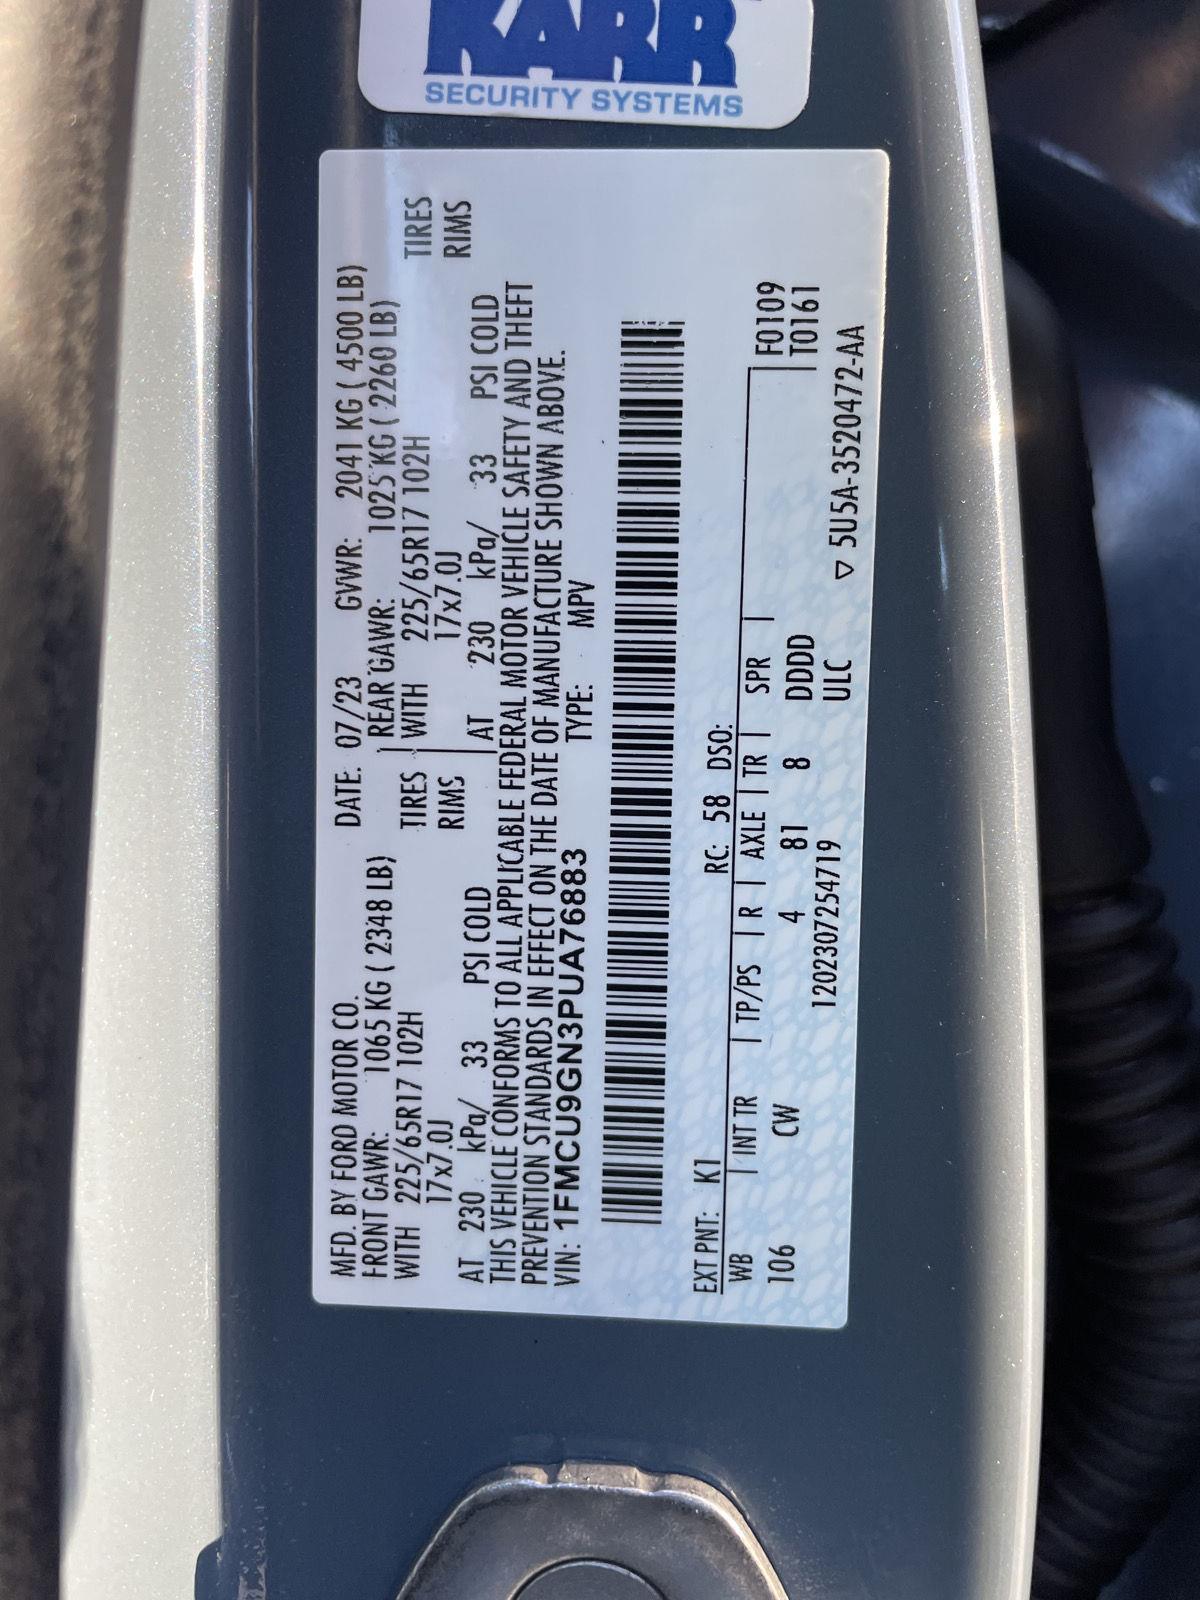 KARR
SECURITY SYSTEMS
MFD. BY FORD MOTOR CO. DATE: 07/23 GVWR: 2041 KG ( 4500 LB)
FRONT GAWR: 1065 KG ( 2348 LB) REAR GAWR: 1025 KG ( 2260 LB)
WITH 225/65R17 102H TIRES WITH 225/65R17 102H TIRES
17x7.0J RIMS 17x7.0J RIMS
AT 230 kPa/ 33 PSI COLD AT 230 kPa/ 33 PSI COLD
THIS VEHICLE CONFORMS TO ALL APPLICABLE FEDERAL MOTOR VEHICLE SAFETY AND THEFT
PREVENTION STANDARDS IN EFFECT ON THE DATE OF MANUFACTURE SHOWN ABOVE.
VIN: 1FMCU9GN3PUA76883 TYPE: MPV
EXT PNT: K1 RC: 58 DSO:
WB | INT TR | TP/PS | R | AXLE | TR | SPR | F0109
106 CW 4 81 8 DDDD T0161
1202307254719 ULC
▽ 5U5A-3520472-AA